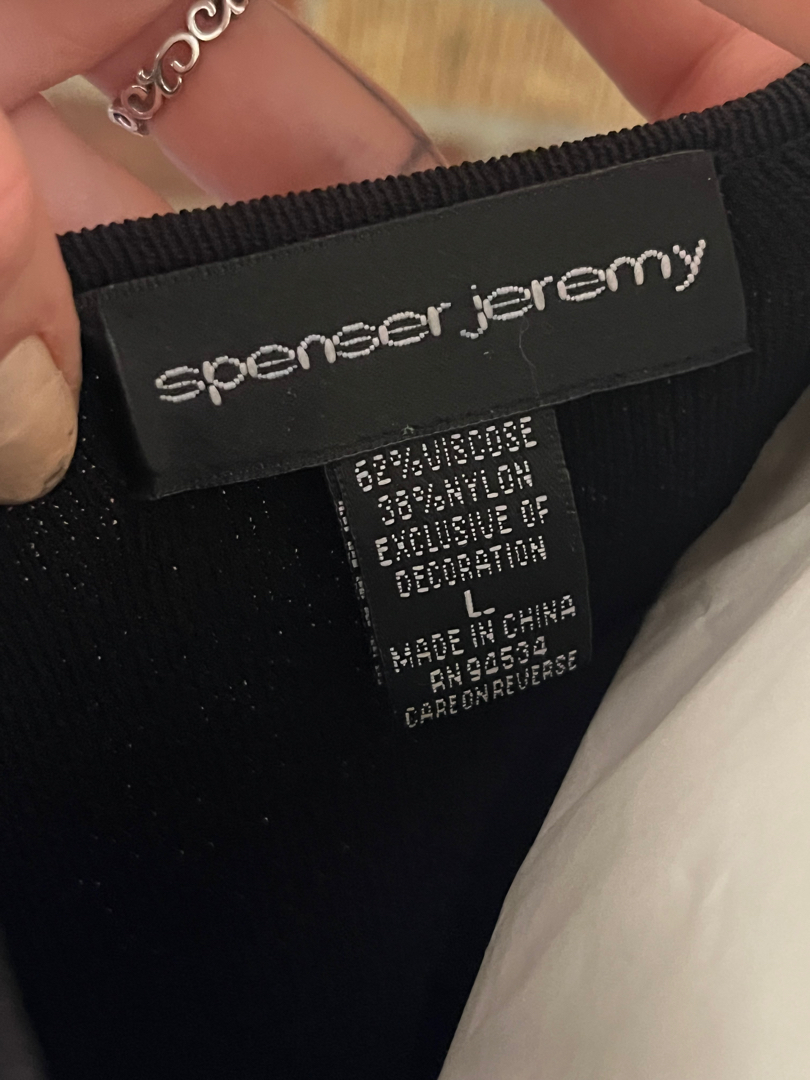 spenser jeremy
62% VISCOSE
38% NYLON
EXCLUSIVE OF
DECORATION
L
MADE IN CHINA
RN 94534
CARE ON REVERSE